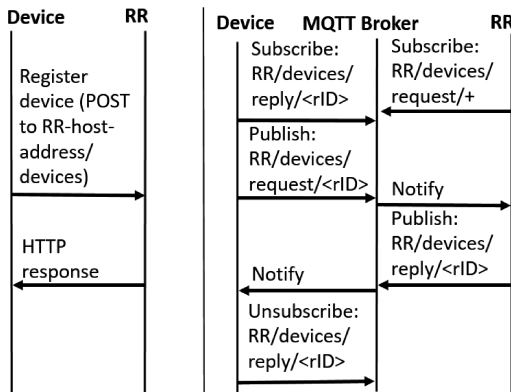 Device RR
Register
device (POST
to RR-host-
address/
devices)
HTTP
response
Device MQTT Broker RR
Subscribe:
RR/devices/
reply/<rID>
Subscribe:
RR/devices/
request/+
Publish:
RR/devices/
request/<rID>
Notify
Publish:
RR/devices/
reply/<rID>
Notify
Unsubscribe:
RR/devices/
reply/<rID>